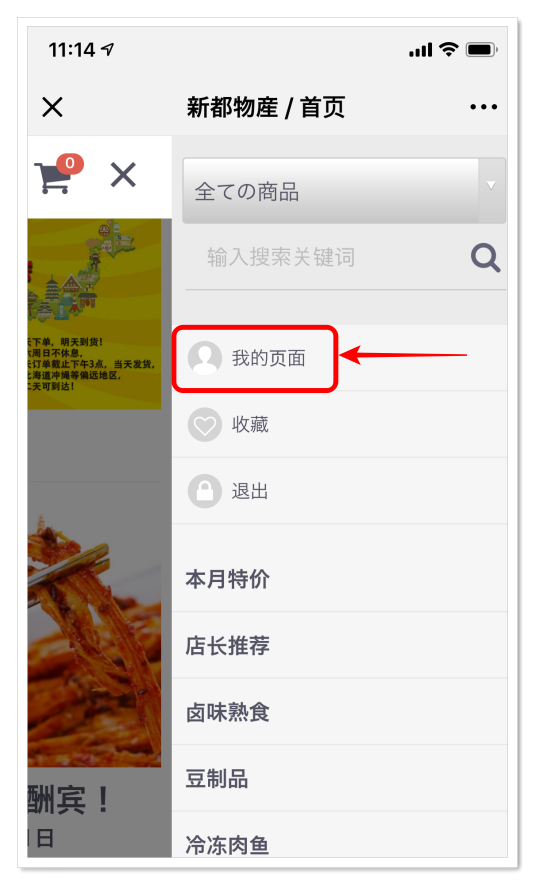 11:14
新都物産 / 首页
0
全ての商品
输入搜索关键词
我的页面
收藏
退出
本月特价
店长推荐
卤味熟食
豆制品
冷冻肉鱼
天下单，明天到货！
周日不休息，
订单截止下午3点，当天发货，
海道冲绳等偏远地区，
天可到达！
酬宾！
日